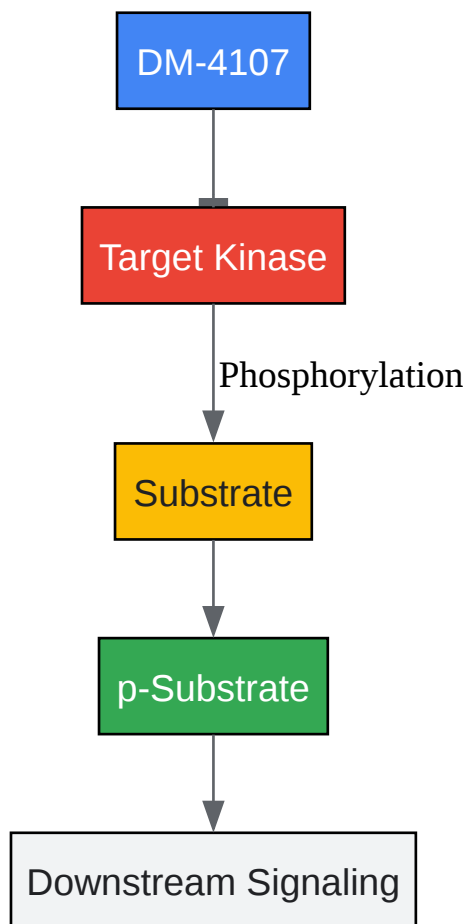 DM-4107
Target Kinase
Phosphorylation
Substrate
p-Substrate
Downstream Signaling